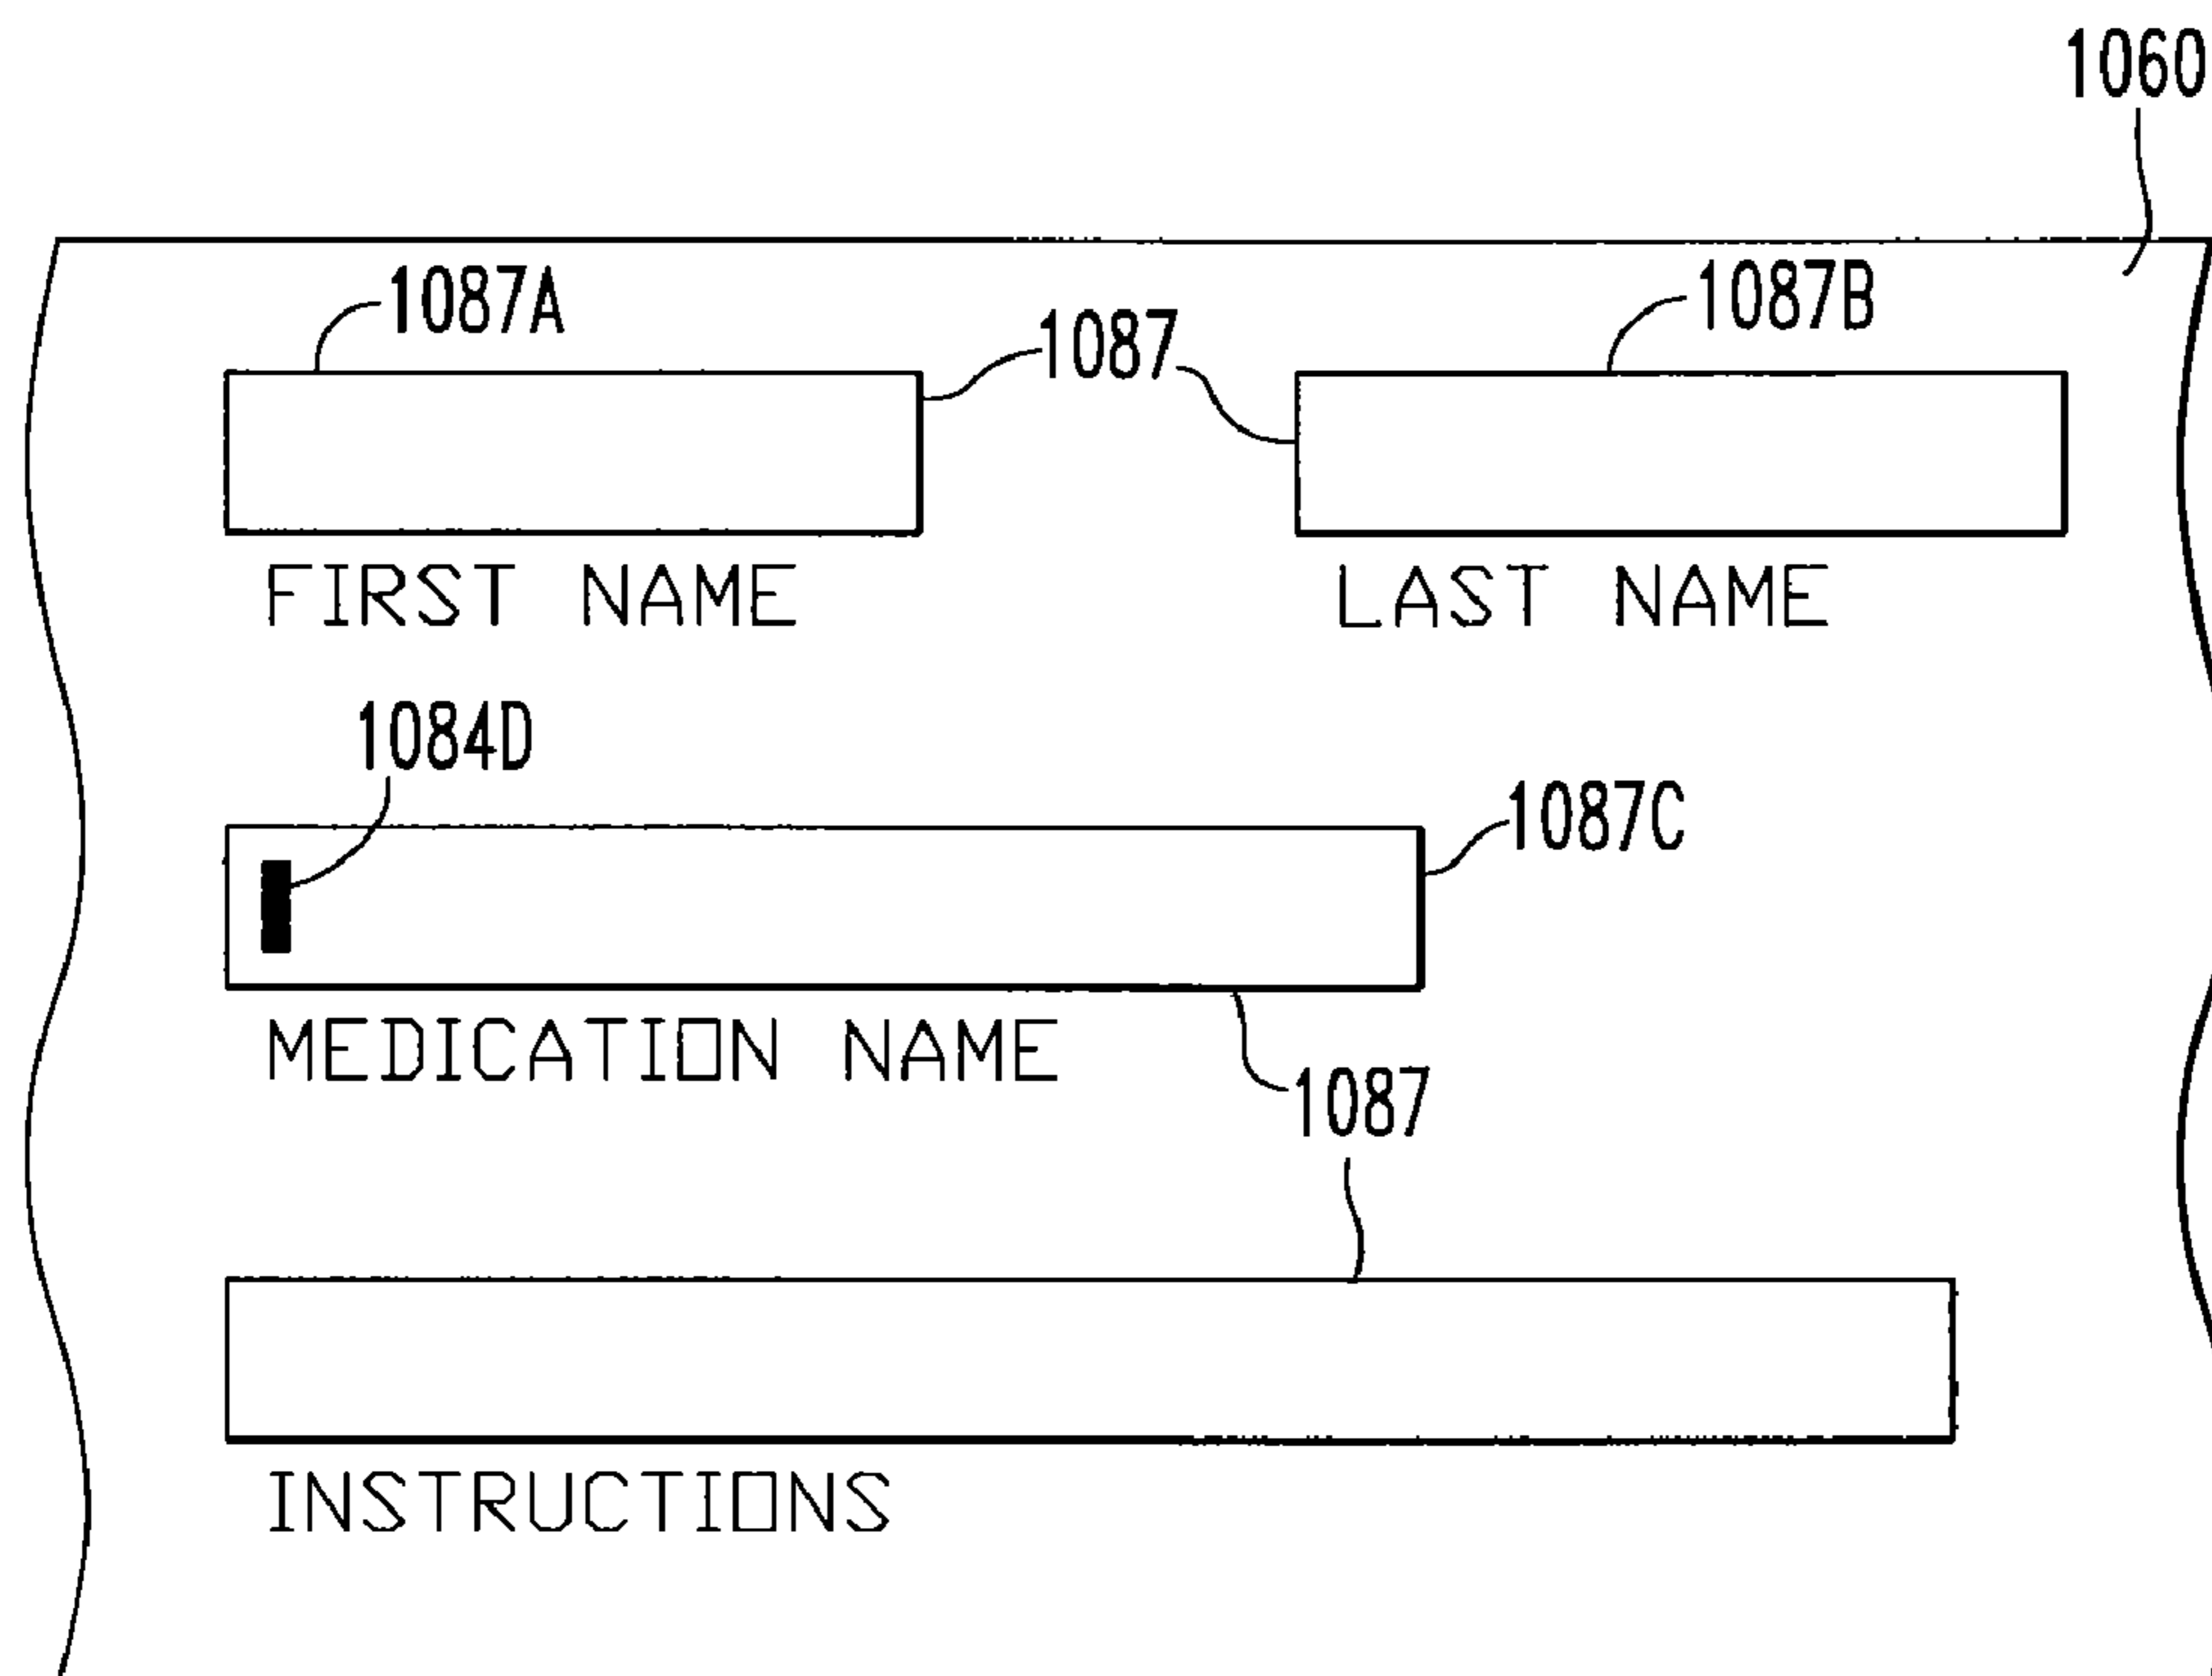 1060
1087A 1087 1087B
FIRST NAME LAST NAME
1084D
1087C
MEDICATION NAME
1087
INSTRUCTIONS